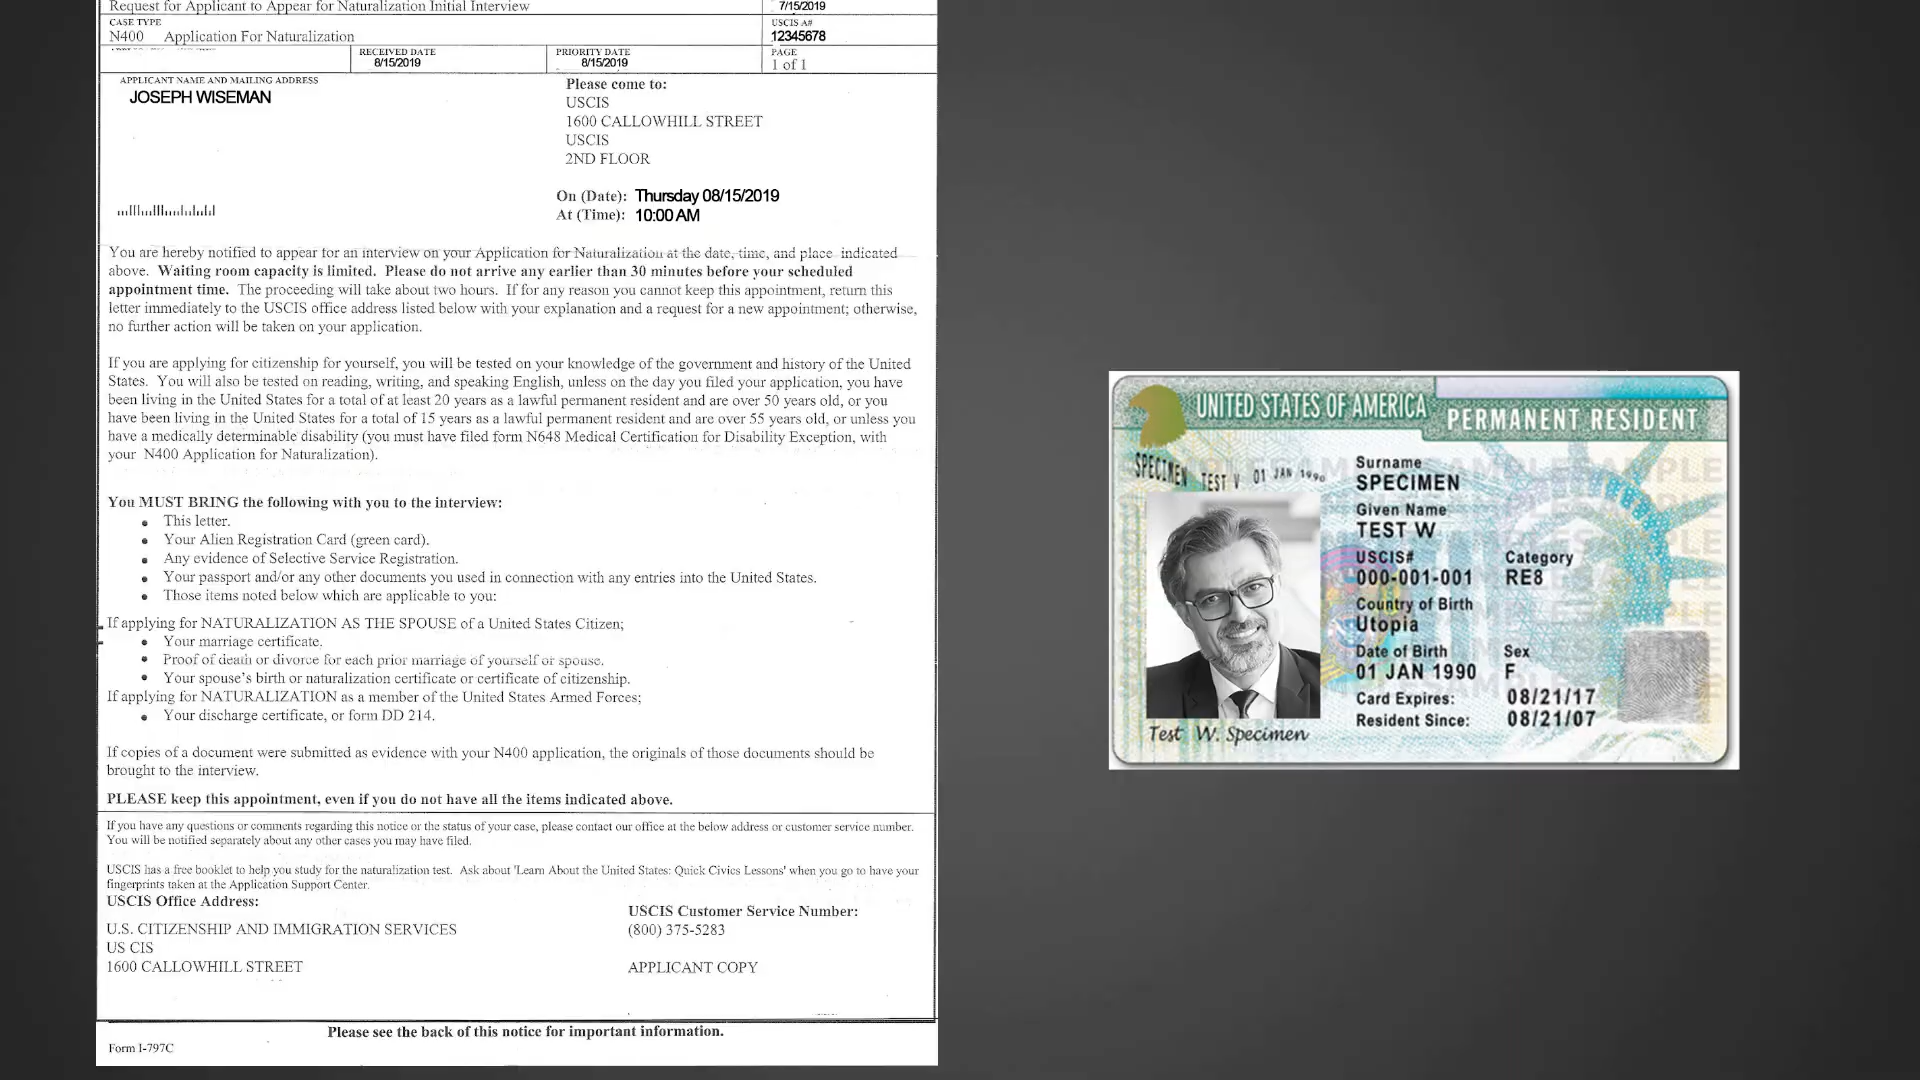 Request for Applicant to Appear for Naturalization Initial Interview
7/15/2019
CASE TYPE
N400 Application For Naturalization
USCIS A#
12345678
RECEIVED DATE
8/15/2019
PRIORITY DATE
8/15/2019
PAGE
1 of 1
APPLICANT NAME AND MAILING ADDRESS
JOSEPH WISEMAN
Please come to:
USCIS
1600 CALLOWHILL STREET
USCIS
2ND FLOOR
On (Date): Thursday 08/15/2019
At (Time): 10:00 AM
You are hereby notified to appear for an interview on your Application for Naturalization at the date, time, and place indicated
above. Waiting room capacity is limited. Please do not arrive any earlier than 30 minutes before your scheduled
appointment time. The proceeding will take about two hours. If for any reason you cannot keep this appointment, return this
letter immediately to the USCIS office address listed below with your explanation and a request for a new appointment; otherwise,
no further action will be taken on your application.
If you are applying for citizenship for yourself, you will be tested on your knowledge of the government and history of the United
States. You will also be tested on reading, writing, and speaking English, unless on the day you filed your application, you have
been living in the United States for a total of at least 20 years as a lawful permanent resident and are over 50 years old, or you
have been living in the United States for a total of 15 years as a lawful permanent resident and are over 55 years old, or unless you
have a medically determinable disability (you must have filed form N648 Medical Certification for Disability Exception, with
your N400 Application for Naturalization).
You MUST BRING the following with you to the interview:
• This letter.
• Your Alien Registration Card (green card).
• Any evidence of Selective Service Registration.
• Your passport and/or any other documents you used in connection with any entries into the United States.
• Those items noted below which are applicable to you:
If applying for NATURALIZATION AS THE SPOUSE of a United States Citizen;
• Your marriage certificate.
• Proof of death or divorce for each prior marriage of yourself or spouse.
• Your spouse's birth or naturalization certificate or certificate of citizenship.
If applying for NATURALIZATION as a member of the United States Armed Forces;
• Your discharge certificate, or form DD 214.
If copies of a document were submitted as evidence with your N400 application, the originals of those documents should be
brought to the interview.
PLEASE keep this appointment, even if you do not have all the items indicated above.
If you have any questions or comments regarding this notice or the status of your case, please contact our office at the below address or customer service number.
You will be notified separately about any other cases you may have filed.
USCIS has a free booklet to help you study for the naturalization test. Ask about 'Learn About the United States: Quick Civics Lessons' when you go to have your
fingerprints taken at the Application Support Center.
USCIS Office Address:
U.S. CITIZENSHIP AND IMMIGRATION SERVICES
US CIS
1600 CALLOWHILL STREET
USCIS Customer Service Number:
(800) 375-5283
APPLICANT COPY
Please see the back of this notice for important information.
Form I-797C
UNITED STATES OF AMERICA
PERMANENT RESIDENT
SPECIMEN TEST V 01 JAN 1990
Surname
SPECIMEN
Given Name
TEST W
USCIS# Category
000-001-001 RE8
Country of Birth
Utopia
Date of Birth Sex
01 JAN 1990 F
Card Expires: 08/21/17
Resident Since: 08/21/07
Test W. Specimen